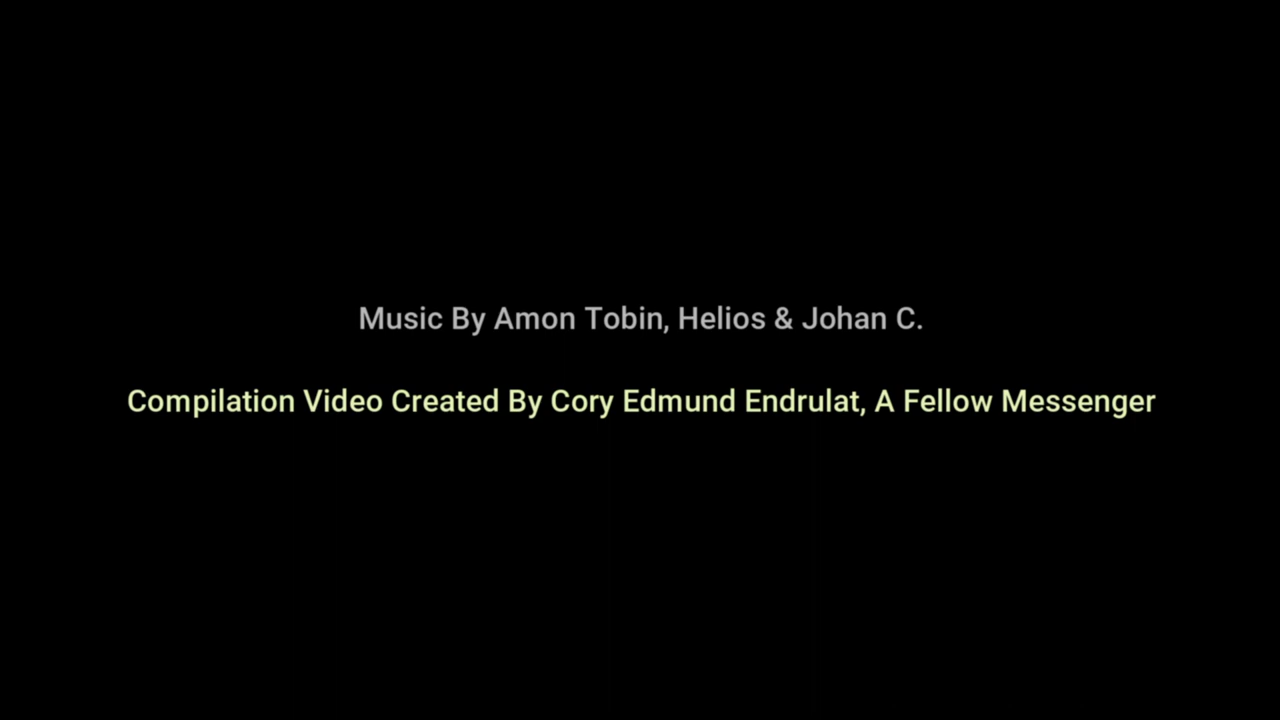 Music By Amon Tobin, Helios & Johan C.
Compilation Video Created By Cory Edmund Endrulat, A Fellow Messenger